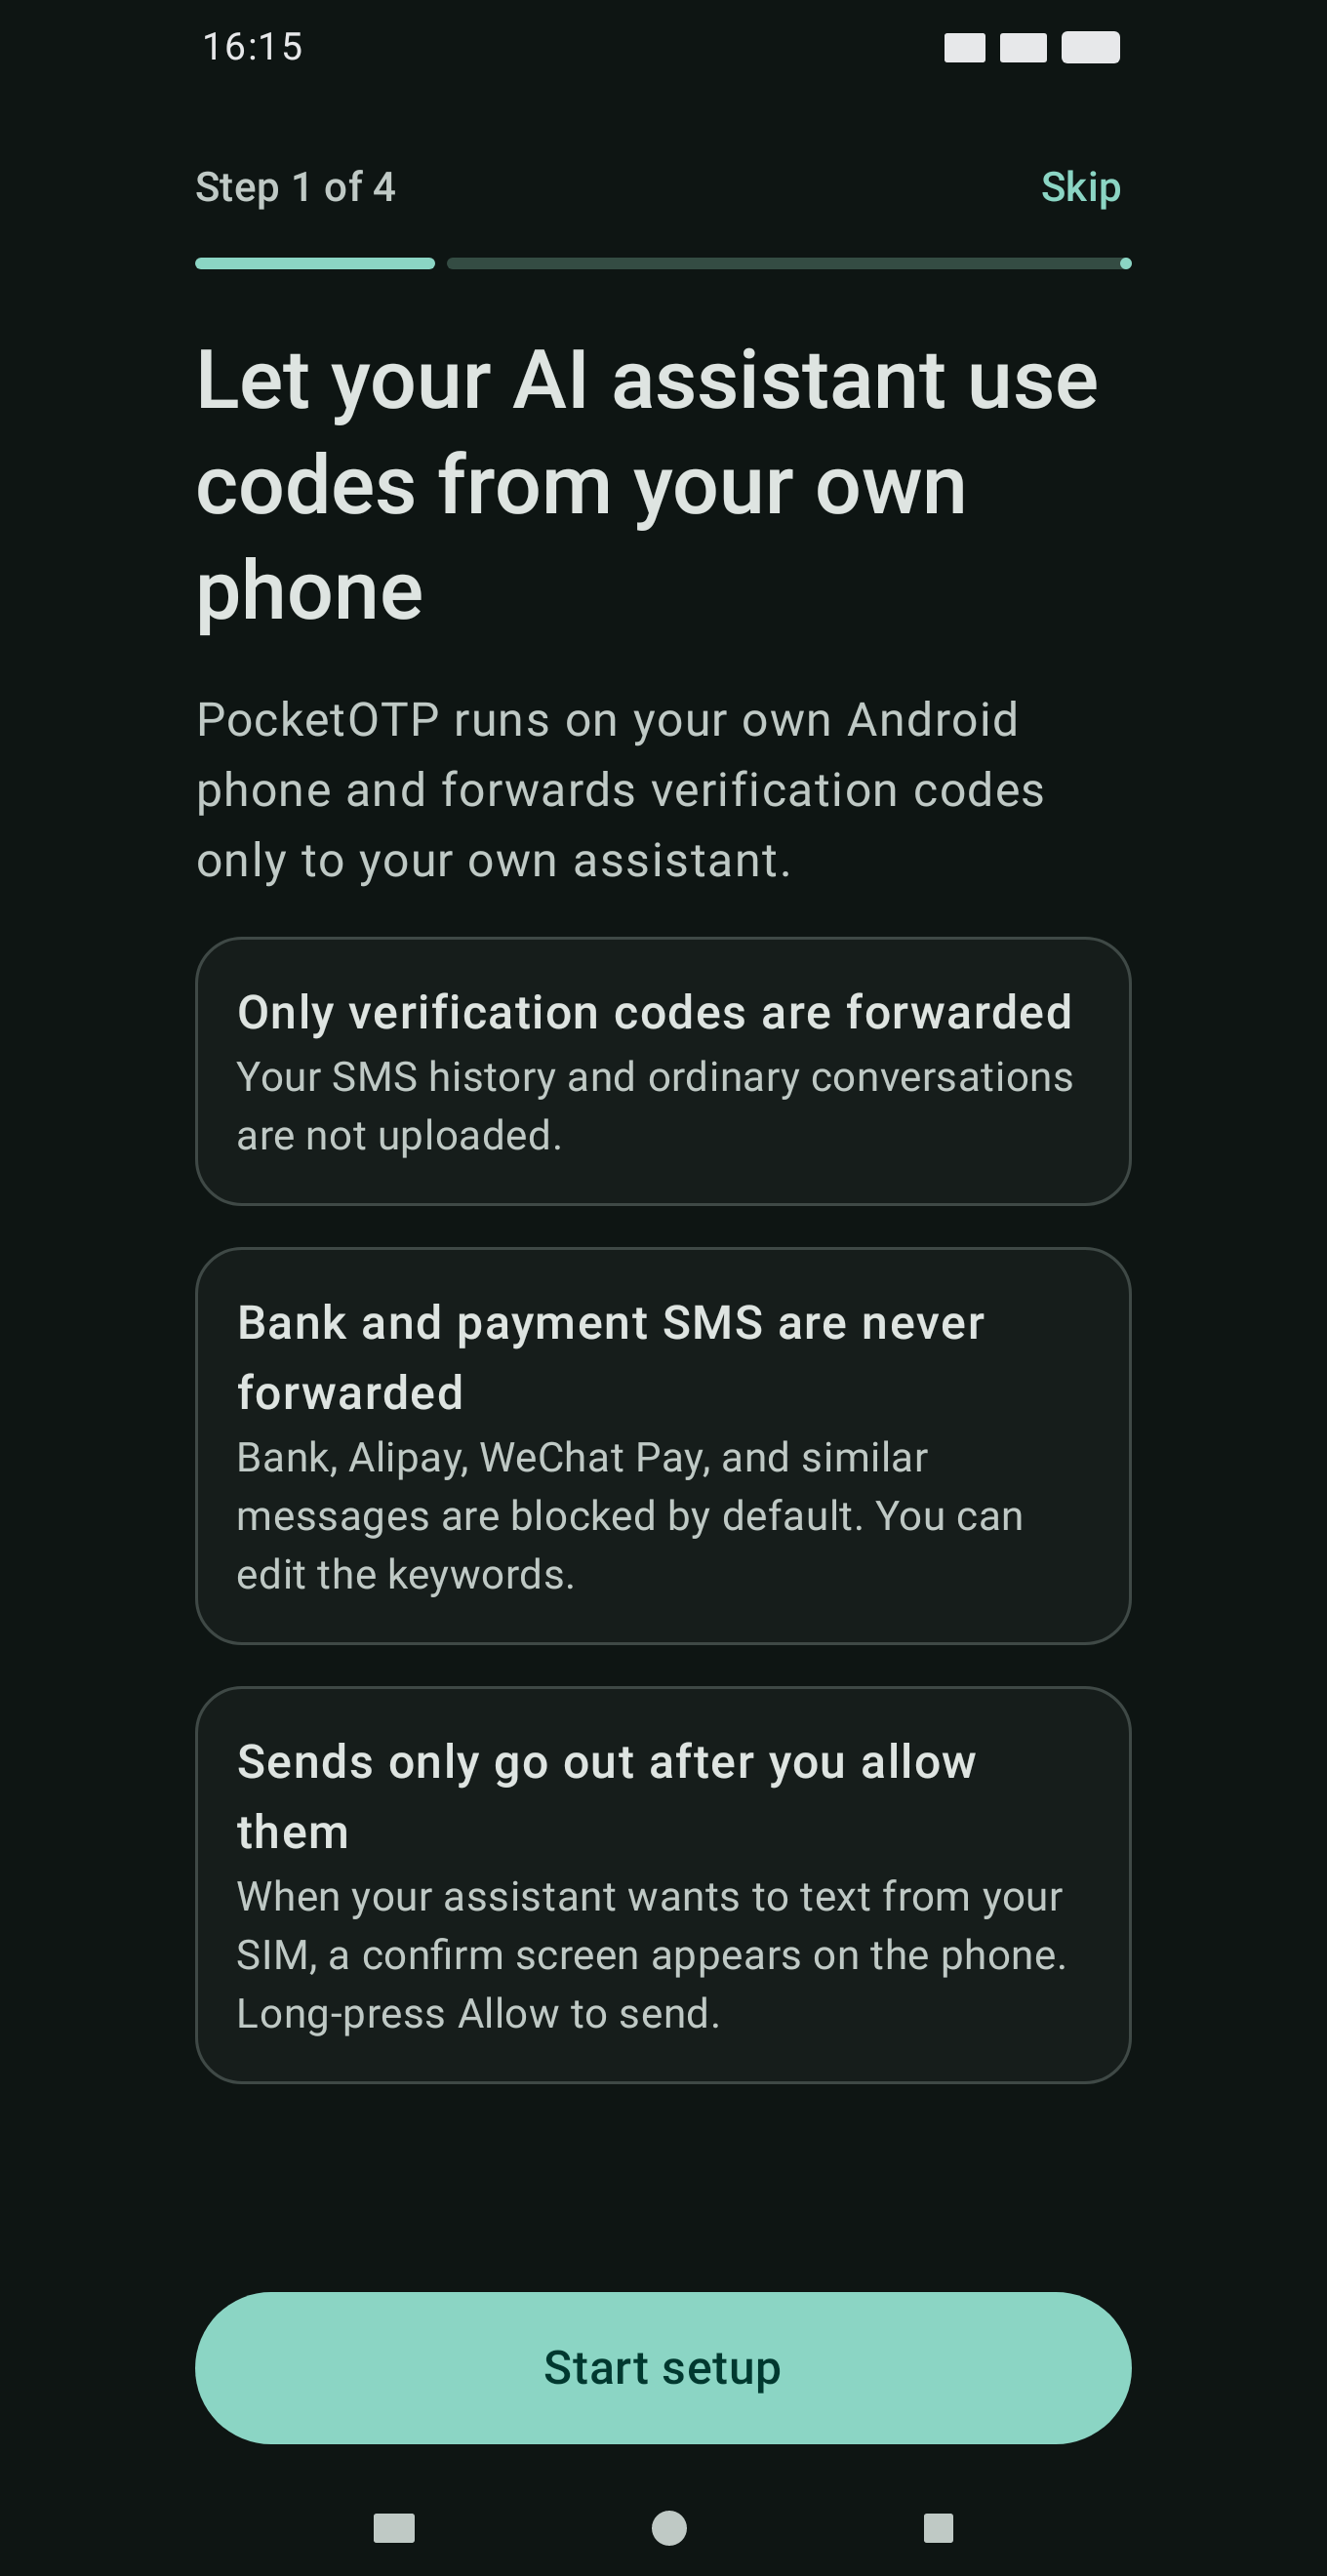 16:15
Step 1 of 4
Skip
Let your AI assistant use
codes from your own
phone
PocketOTP runs on your own Android
phone and forwards verification codes
only to your own assistant.
Only verification codes are forwarded
Your SMS history and ordinary conversations
are not uploaded.
Bank and payment SMS are never
forwarded
Bank, Alipay, WeChat Pay, and similar
messages are blocked by default. You can
edit the keywords.
Sends only go out after you allow
them
When your assistant wants to text from your
SIM, a confirm screen appears on the phone.
Long-press Allow to send.
Start setup